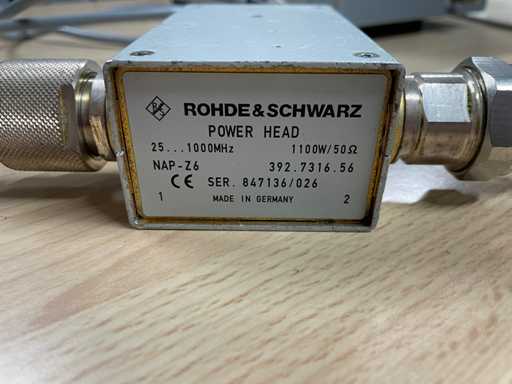 ROHDE&SCHWARZ
POWER HEAD
25...1000MHz 1100W/50Ω
NAP-Z6 392.7316.56
CE SER. 847136/026
1 MADE IN GERMANY 2